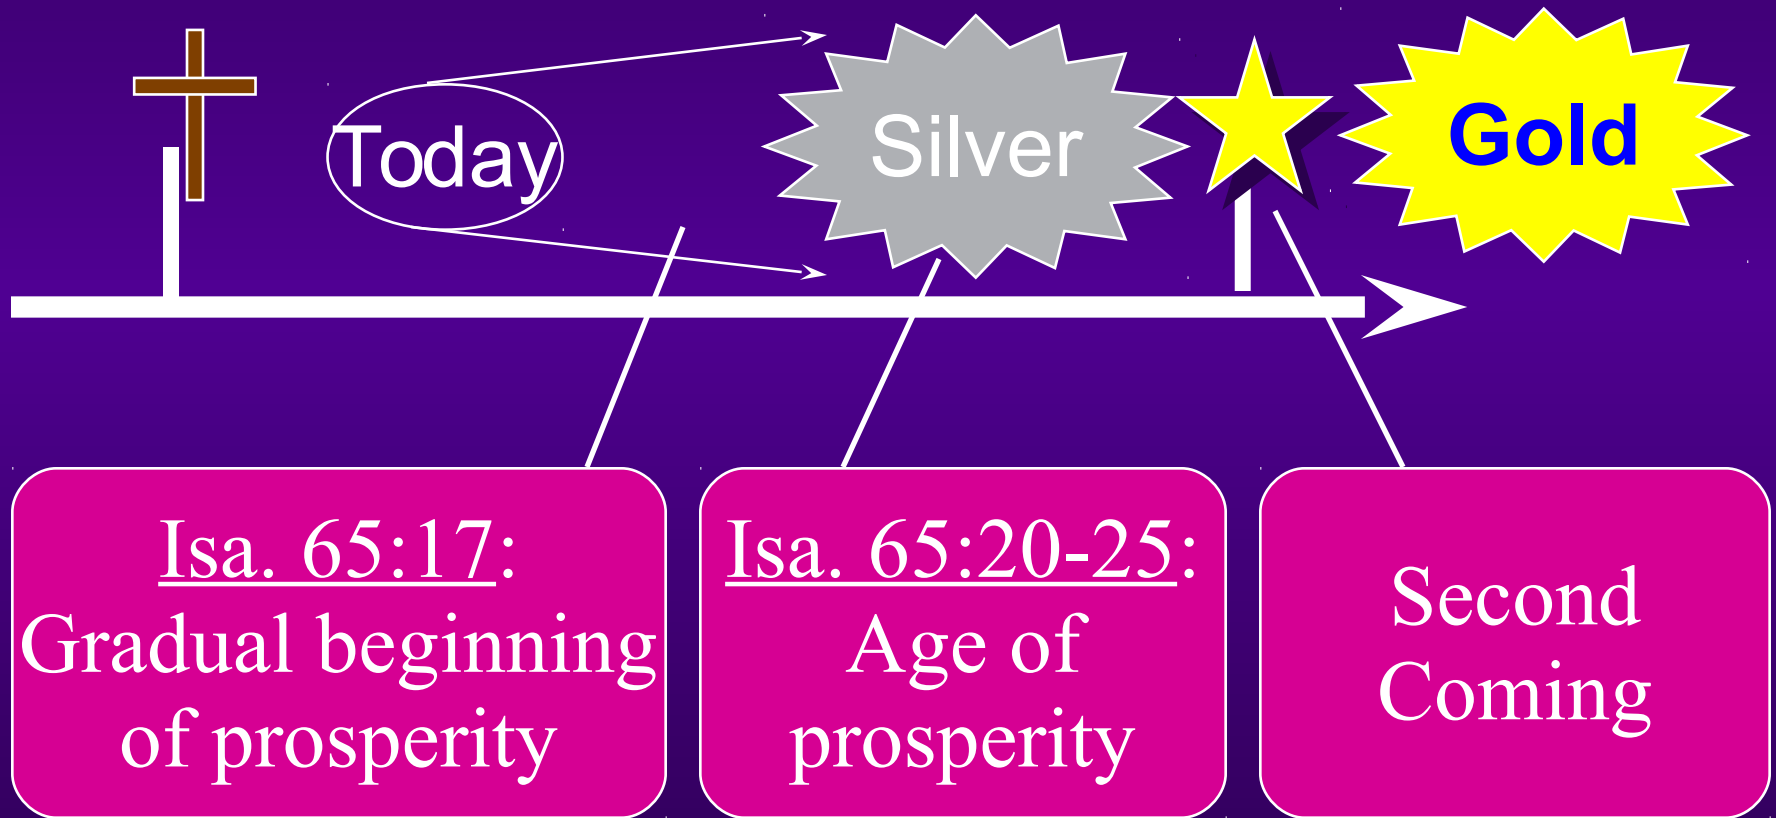 Today
Silver
Gold
Isa. 65:17:
Gradual beginning
of prosperity
Isa. 65:20-25:
Age of
prosperity
Second
Coming